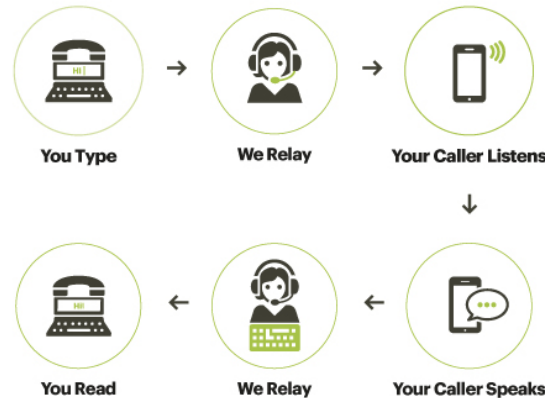 HI
You Type
We Relay
Your Caller Listens
HI!
You Read
We Relay
Your Caller Speaks